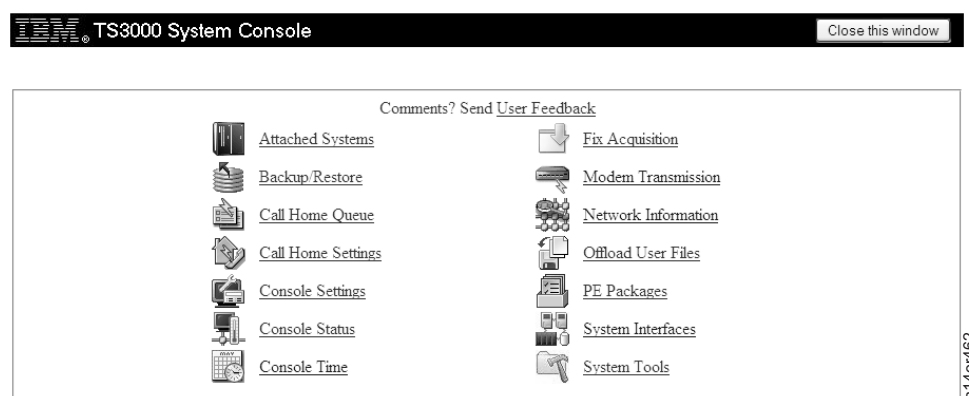 IBM® TS3000 System Console
Close this window
Comments? Send User Feedback
Attached Systems
Backup/Restore
Call Home Queue
Call Home Settings
Console Settings
Console Status
MAY
Console Time
Fix Acquisition
Modem Transmission
Network Information
Offload User Files
PE Packages
System Interfaces
System Tools